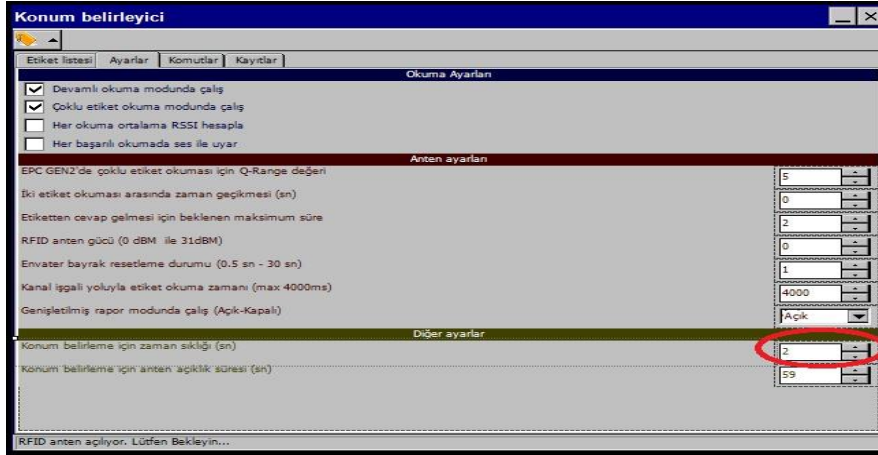 Konum belirleyici
Etiket listesi Ayarlar Komutlar Kayıtlar
Okuma Ayarları
Devamlı okuma modunda çalış
Çoklu etiket okuma modunda çalış
Her okuma ortalama RSSI hesapla
Her başarılı okumada ses ile uyar
Anten ayarları
EPC GEN2'de çoklu etiket okuması için Q-Range değeri 5
İki etiket okuması arasında zaman geçikmesi (sn) 0
Etiketten cevap gelmesi için beklenen maksimum süre 2
RFID anten gücü (0 dBM ile 31dBM) 0
Envater bayrak resetleme durumu (0.5 sn - 30 sn) 1
Kanal işgali yoluyla etiket okuma zamanı (max 4000ms) 4000
Genişletilmiş rapor modunda çalış (Açık-Kapalı) Açık
Diğer ayarlar
Konum belirleme için zaman sıklığı (sn) 2
Konum belirleme için anten açıklık süresi (sn) 59
RFID anten açılıyor. Lütfen Bekleyin...